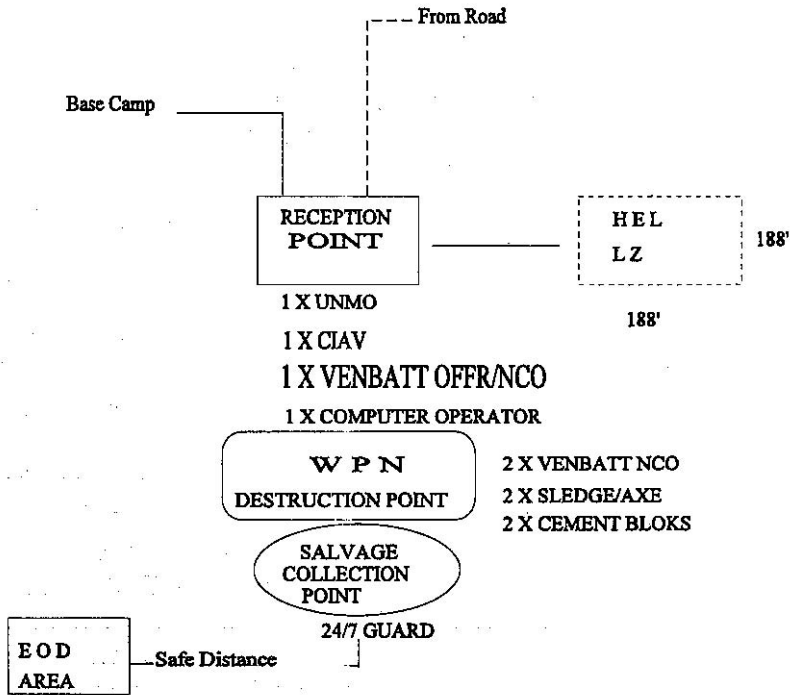 From Road
Base Camp
RECEPTION
POINT
HEL
LZ
188'
188'
1 X UNMO
1 X CIAV
1 X VENBATT OFFR/NCO
1 X COMPUTER OPERATOR
WPN
DESTRUCTION POINT
2 X VENBATT NCO
2 X SLEDGE/AXE
2 X CEMENT BLOKS
SALVAGE
COLLECTION
POINT
24/7 GUARD
EOD
AREA
Safe Distance